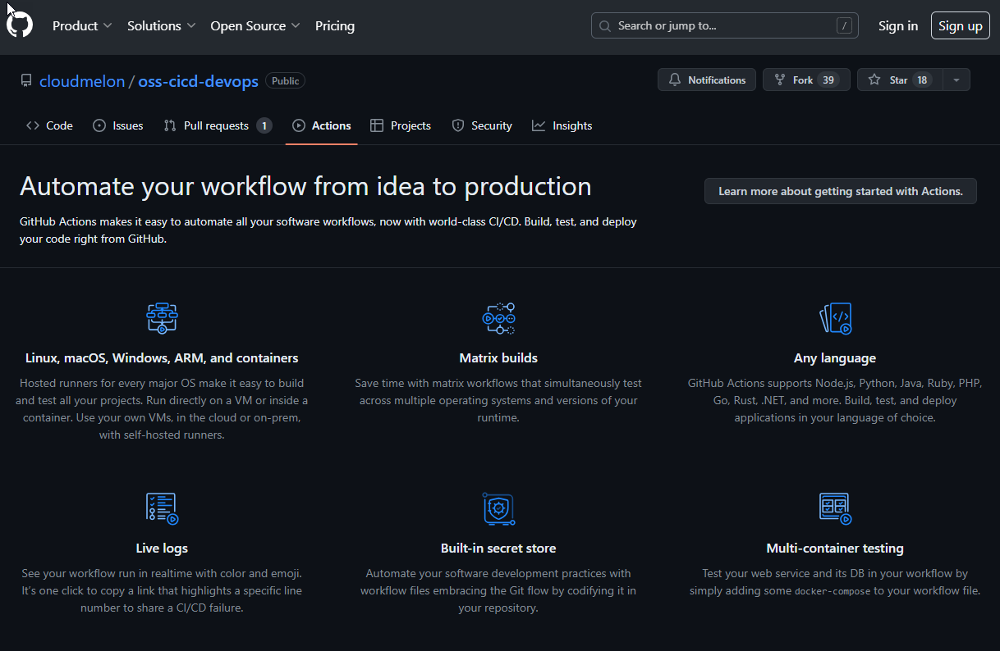 Product Solutions Open Source Pricing Search or jump to... / Sign in Sign up
cloudmelon / oss-cicd-devops Public Notifications Fork 39 Star 18
Code Issues Pull requests 1 Actions Projects Security Insights
Automate your workflow from idea to production
Learn more about getting started with Actions.
GitHub Actions makes it easy to automate all your software workflows, now with world-class CI/CD. Build, test, and deploy
your code right from GitHub.
Linux, macOS, Windows, ARM, and containers
Hosted runners for every major OS make it easy to build
and test all your projects. Run directly on a VM or inside a
container. Use your own VMs, in the cloud or on-prem,
with self-hosted runners.
Matrix builds
Save time with matrix workflows that simultaneously test
across multiple operating systems and versions of your
runtime.
Any language
GitHub Actions supports Node.js, Python, Java, Ruby, PHP,
Go, Rust, .NET, and more. Build, test, and deploy
applications in your language of choice.
Live logs
See your workflow run in realtime with color and emoji.
It's one click to copy a link that highlights a specific line
number to share a CI/CD failure.
Built-in secret store
Automate your software development practices with
workflow files embracing the Git flow by codifying it in
your repository.
Multi-container testing
Test your web service and its DB in your workflow by
simply adding some docker-compose to your workflow file.